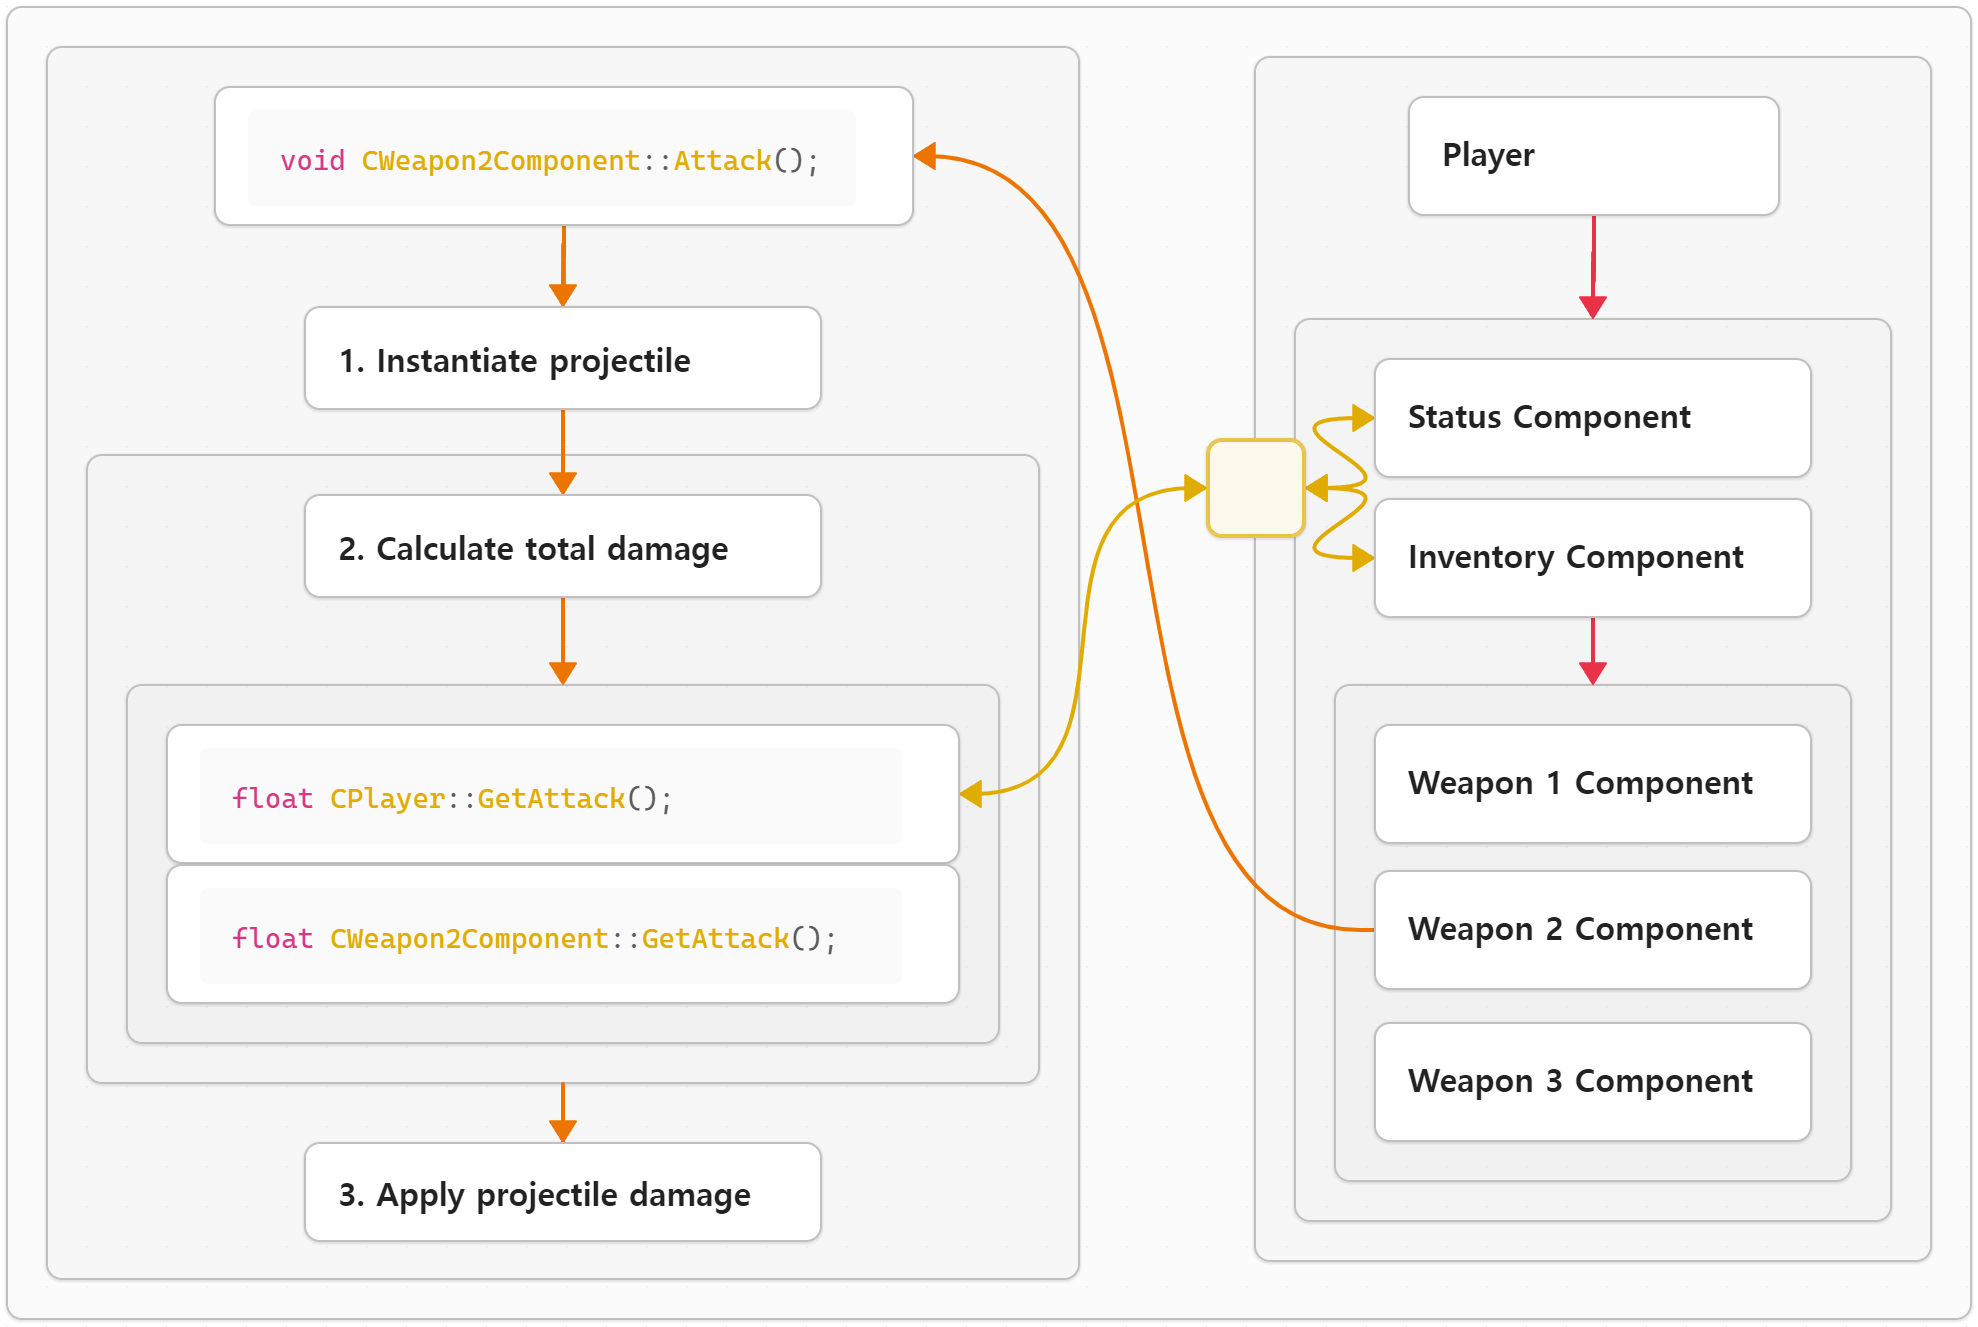 void CWeapon2Component::Attack();
1. Instantiate projectile
2. Calculate total damage
float CPlayer::GetAttack();
float CWeapon2Component::GetAttack();
3. Apply projectile damage
Player
Status Component
Inventory Component
Weapon 1 Component
Weapon 2 Component
Weapon 3 Component